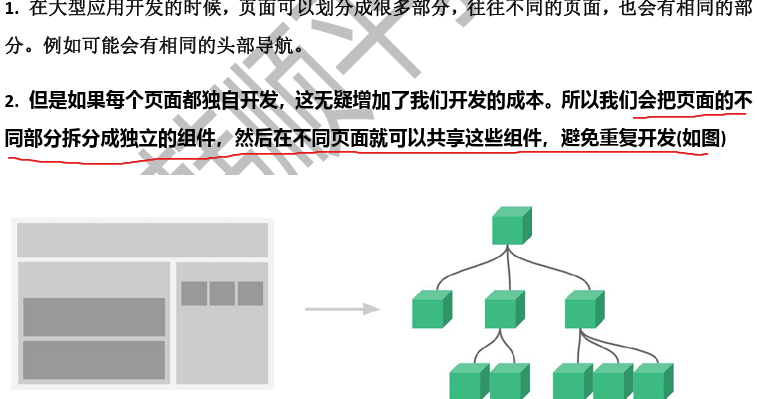 1. 在大型应用开发的时候，页面可以划分成很多部分，往往不同的页面，也会有相同的部
分。例如可能会有相同的头部导航。
2. 但是如果每个页面都独自开发，这无疑增加了我们开发的成本。所以我们会把页面的不
同部分拆分成独立的组件，然后在不同页面就可以共享这些组件，避免重复开发(如图)